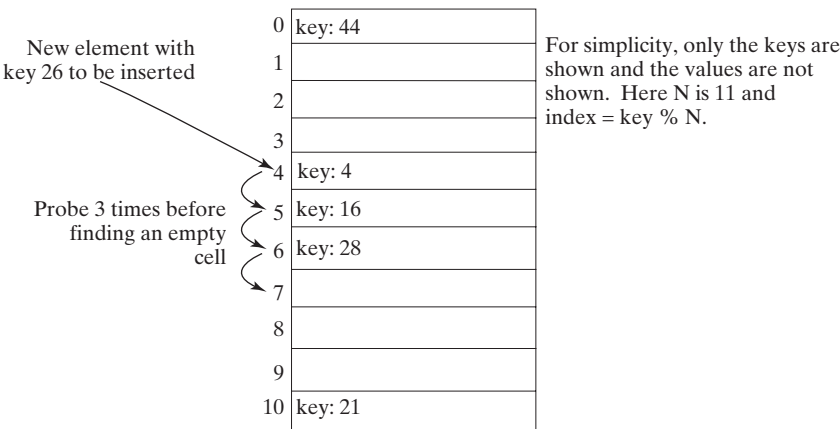 New element with
key 26 to be inserted
0 key: 44
1
2
3
4 key: 4
5 key: 16
6 key: 28
7
8
9
10 key: 21
Probe 3 times before
finding an empty
cell
For simplicity, only the keys are
shown and the values are not
shown. Here N is 11 and
index = key % N.